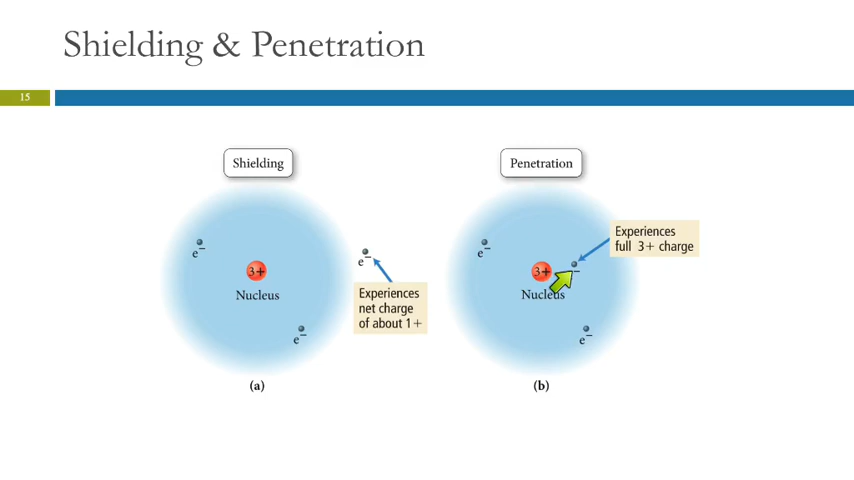 Shielding & Penetration
15
Shielding
e−
3+
Nucleus
e−
e−
Experiences
net charge
of about 1+
(a)
Penetration
e−
3+
−
Nucleus
e−
Experiences
full 3+ charge
(b)